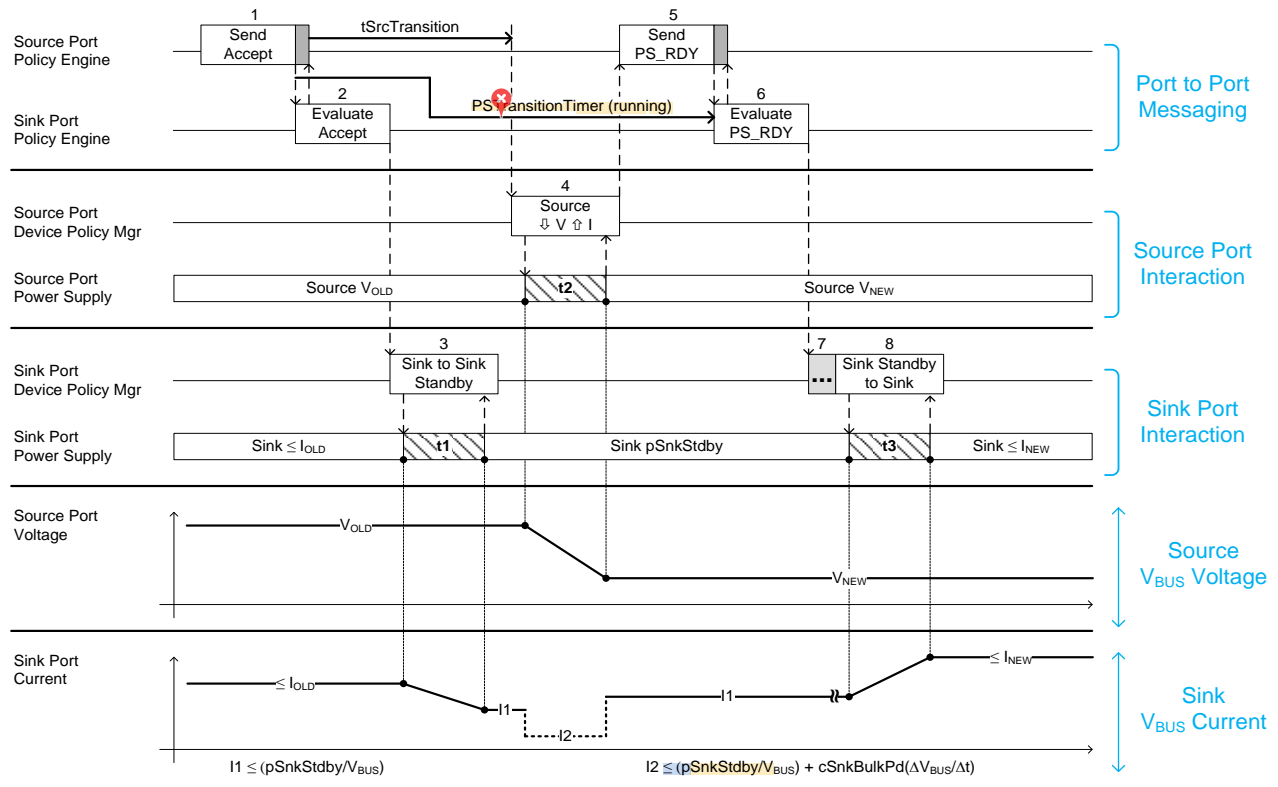 1
Send
Accept
tSrcTransition
5
Send
PS_RDY
Source Port
Policy Engine
2
Evaluate
Accept
PSTransitionTimer (running)
6
Evaluate
PS_RDY
Sink Port
Policy Engine
Port to Port
Messaging
Source Port
Device Policy Mgr
4
Source
⇩ V ⇧ I
Source Port
Power Supply
Source VOLD
t2
Source VNEW
Source Port
Interaction
Sink Port
Device Policy Mgr
3
Sink to Sink
Standby
7
...
8
Sink Standby
to Sink
Sink Port
Power Supply
Sink ≤ IOLD
t1
Sink pSnkStdby
t3
Sink ≤ INEW
Sink Port
Interaction
Source Port
Voltage
VOLD
VNEW
Source
VBUS Voltage
Sink Port
Current
≤ IOLD
I1
I2
I1
≤ INEW
Sink
VBUS Current
I1 ≤ (pSnkStdby/VBUS)
I2 ≤ (pSnkStdby/VBUS) + cSnkBulkPd(ΔVBUS/Δt)